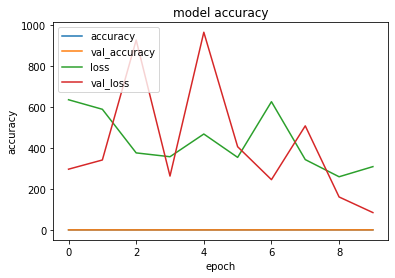 model accuracy
accuracy
val_accuracy
loss
val_loss
1000
800
600
400
200
0
accuracy
0 2 4 6 8
epoch